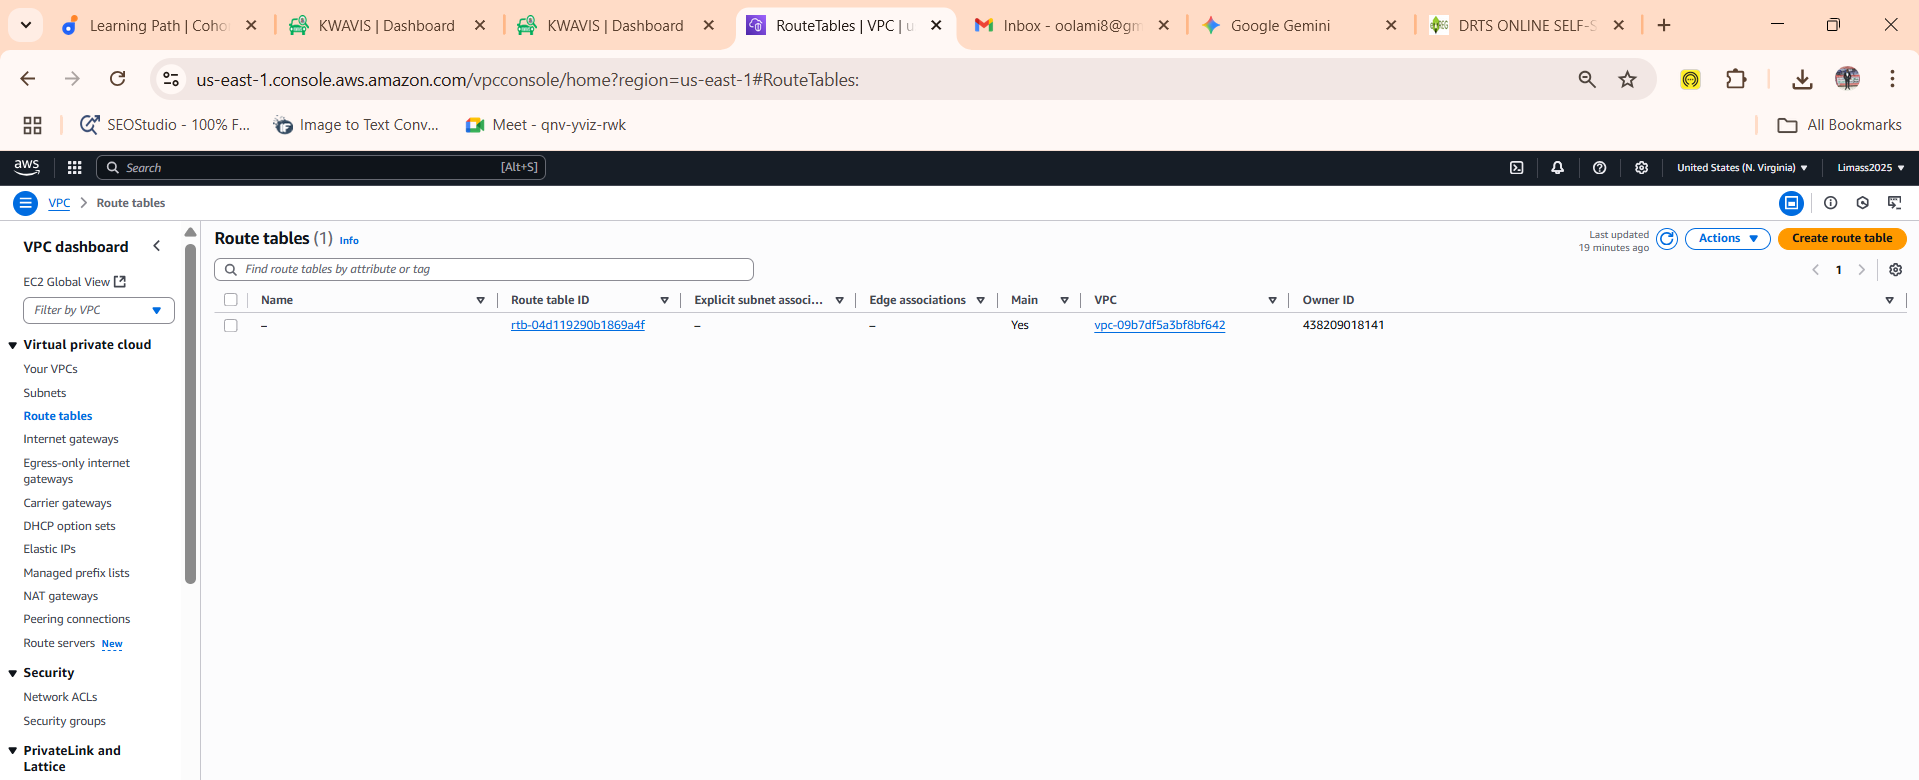 Learning Path | Coho
KWAVIS | Dashboard
KWAVIS | Dashboard
RouteTables | VPC | u
Inbox - oolami8@gm
Google Gemini
DRTS ONLINE SELF-S
us-east-1.console.aws.amazon.com/vpcconsole/home?region=us-east-1#RouteTables:
SEOStudio - 100% F...
Image to Text Conv...
Meet - qnv-yviz-rwk
All Bookmarks
aws
Search
[Alt+S]
United States (N. Virginia)
Limass2025
VPC
Route tables
VPC dashboard
EC2 Global View
Filter by VPC
Virtual private cloud
Your VPCs
Subnets
Route tables
Internet gateways
Egress-only internet
gateways
Carrier gateways
DHCP option sets
Elastic IPs
Managed prefix lists
NAT gateways
Peering connections
Route servers New
Security
Network ACLs
Security groups
PrivateLink and
Lattice
Route tables (1) Info
Last updated
19 minutes ago
Actions
Create route table
Find route tables by attribute or tag
1
Name
Route table ID
Explicit subnet associ...
Edge associations
Main
VPC
Owner ID
–
rtb-04d119290b1869a4f
–
–
Yes
vpc-09b7df5a3bf8bf642
438209018141